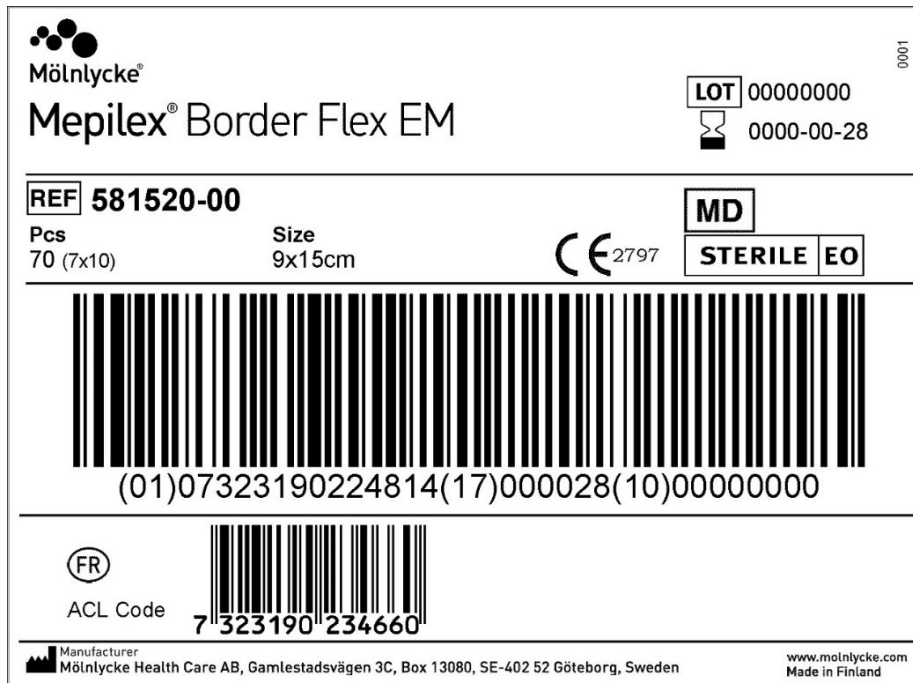 0001
Mölnlycke®
Mepilex® Border Flex EM
LOT 00000000
0000-00-28
REF 581520-00
MD
Pcs
70 (7x10)
Size
9x15cm
CE 2797
STERILE EO
(01)07323190224814(17)000028(10)00000000
FR
ACL Code
7 323190 234660
Manufacturer
Mölnlycke Health Care AB, Gamlestadsvägen 3C, Box 13080, SE-402 52 Göteborg, Sweden
www.molnlycke.com
Made in Finland